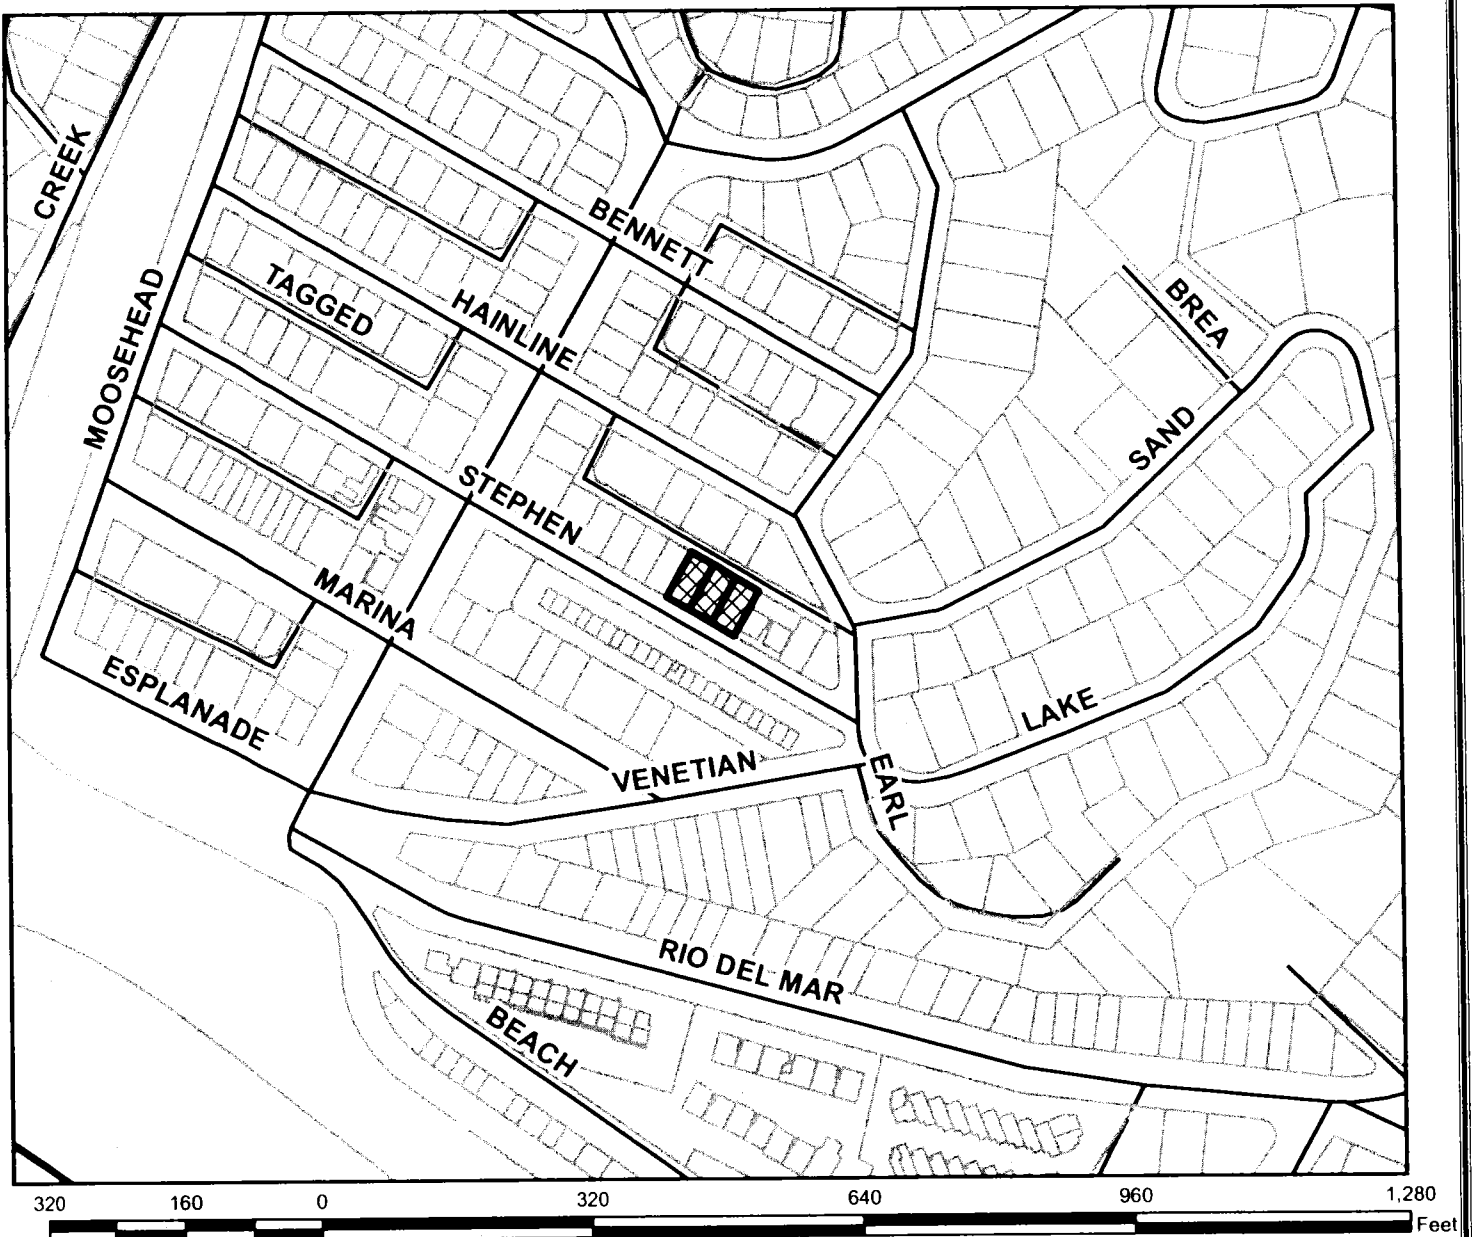 CREEK
BENNETT
TAGGED
HAINLINE
BREA
MOOSEHEAD
SAND
STEPHEN
MARINA
ESPLANADE
LAKE
VENETIAN
EARL
RIO DEL MAR
BEACH
320 160 0 320 640 960 1,280
Feet